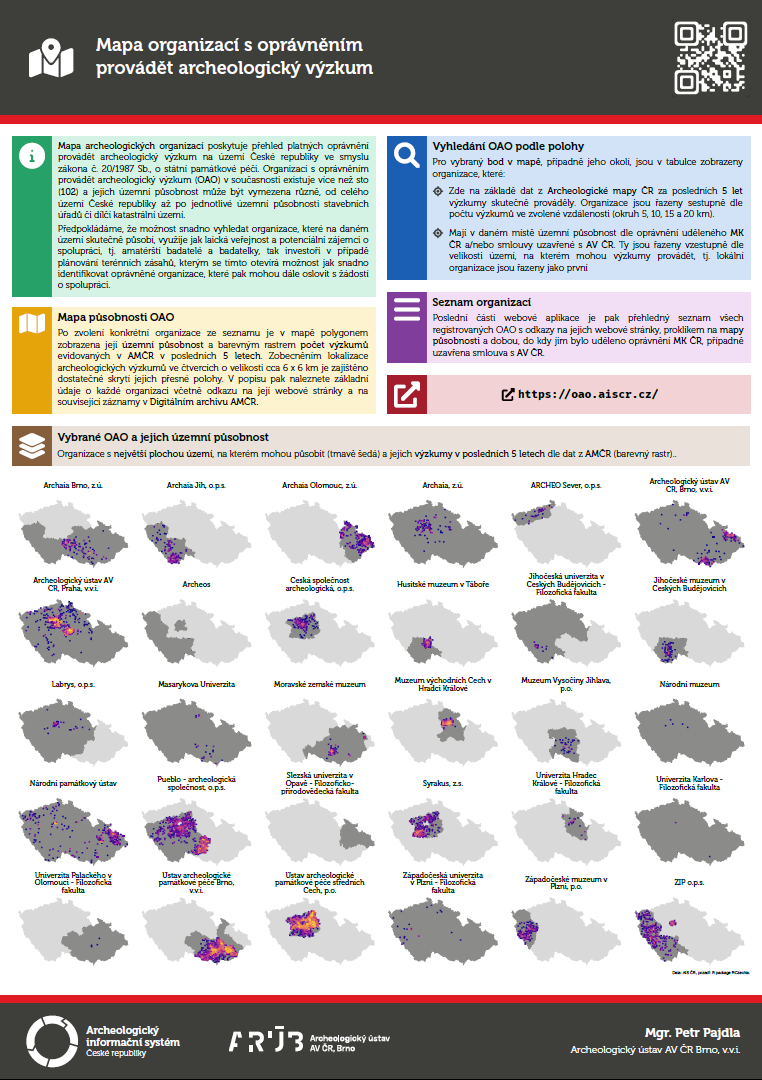 Mapa organizací s oprávněním
provádět archeologický výzkum
Mapa archeologických organizací poskytuje přehled platných oprávnění
provádět archeologický výzkum na území České republiky ve smyslu
zákona č. 20/1987 Sb., o státní památkové péči. Organizací s oprávněním
provádět archeologický výzkum (OAO) v současnosti existuje více než sto
(102) a jejich územní působnost může být vymezena různě, od celého
území České republiky až po jednotlivé územní působnosti stavebních
úřadů či dílčí katastrální území.
Předpokládáme, že možnost snadno vyhledat organizace, které na daném
území skutečně působí, využije jak laická veřejnost a potenciální zájemci o
spolupráci, tj. amatérští badatelé a badatelky, tak investoři v případě
plánování terénních zásahů, kterým se tímto otevírá možnost jak snadno
identifikovat oprávněné organizace, které pak mohou dále oslovit s žádostí
o spolupráci.
Mapa působnosti OAO
Po zvolení konkrétní organizace ze seznamu je v mapě polygonem
zobrazena její územní působnost a barevným rastrem počet výzkumů
evidovaných v AMČR v posledních 5 letech. Zobecněním lokalizace
archeologických výzkumů ve čtvercích o velikosti cca 6 x 6 km je zajištěno
dostatečné skrytí jejich přesné polohy. V popisu pak naleznete základní
údaje o každé organizaci včetně odkazu na její webové stránky a na
související záznamy v Digitálním archivu AMČR.
Vyhledání OAO podle polohy
Pro vybraný bod v mapě, případně jeho okolí, jsou v tabulce zobrazeny
organizace, které:
Zde na základě dat z Archeologické mapy ČR za posledních 5 let
výzkumy skutečně prováděly. Organizace jsou řazeny sestupně dle
počtu výzkumů ve zvolené vzdálenosti (okruh 5, 10, 15 a 20 km).
Mají v daném místě územní působnost dle oprávnění uděleného MK
ČR a/nebo smlouvy uzavřené s AV ČR. Ty jsou řazeny vzestupně dle
velikosti území, na kterém mohou výzkumy provádět, tj. lokální
organizace jsou řazeny jako první
Seznam organizací
Poslední částí webové aplikace je pak přehledný seznam všech
registrovaných OAO s odkazy na jejich webové stránky, proklikem na mapy
působnosti a dobou, do kdy jim bylo uděleno oprávnění MK ČR, případně
uzavřena smlouva s AV ČR.
https://oao.aiscr.cz/
Vybrané OAO a jejich územní působnost
Organizace s největší plochou území, na kterém mohou působit (tmavě šedá) a jejich výzkumy v posledních 5 letech dle dat z AMČR (barevný rastr)..
Archaia Brno, z.ú.
Archaia Jih, o.p.s.
Archaia Olomouc, z.ú.
Archaia, z.ú.
ARCHEO Sever, o.p.s.
Archeologický ústav AV
ČR, Brno, v.v.i.
Archeologický ústav AV
ČR, Praha, v.v.i.
Archeos
Česká společnost
archeologická, o.p.s.
Husitské muzeum v Táboře
Jihočeská univerzita v
Českých Budějovicích -
Filozofická fakulta
Jihočeské muzeum v
Českých Budějovicích
Labrys, o.p.s.
Masarykova Univerzita
Moravské zemské muzeum
Muzeum východních Čech v
Hradci Králové
Muzeum Vysočiny Jihlava,
p.o.
Národní muzeum
Národní památkový ústav
Pueblo - archeologická
společnost, o.p.s.
Slezská univerzita v
Opavě - Filozoficko-
přírodovědecká fakulta
Syrakus, z.s.
Univerzita Hradec
Králové - Filozofická
fakulta
Univerzita Karlova -
Filozofická fakulta
Univerzita Palackého v
Olomouci - Filozofická
fakulta
Ústav archeologické
památkové péče Brno,
v.v.i.
Ústav archeologické
památkové péče středních
Čech, p.o.
Západočeská univerzita
v Plzni - Filozofická
fakulta
Západočeské muzeum v
Plzni, p.o.
ZIP o.p.s.
Archeologický
informační systém
České republiky
ARÚB
Archeologický ústav
AV ČR, Brno
Mgr. Petr Pajdla
Archeologický ústav AV ČR Brno, v.v.i.